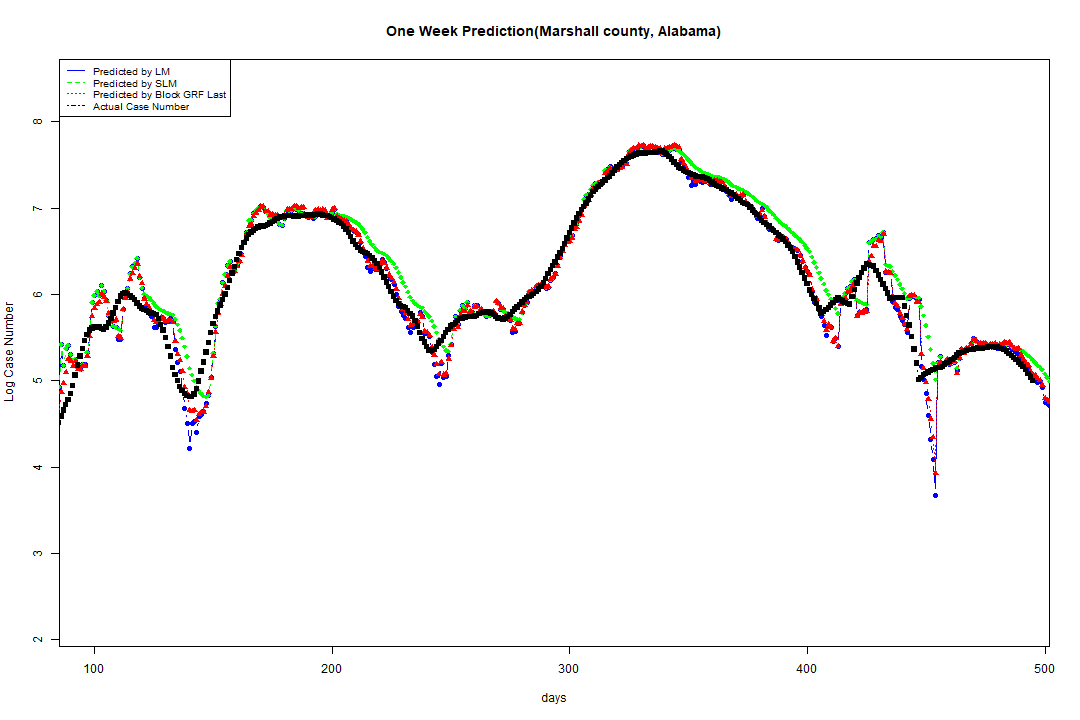 One Week Prediction(Marshall county, Alabama)
Predicted by LM
Predicted by SLM
Predicted by Block GRF Last
Actual Case Number
8
7
6
5
4
3
2
Log Case Number
100 200 300 400 500
days